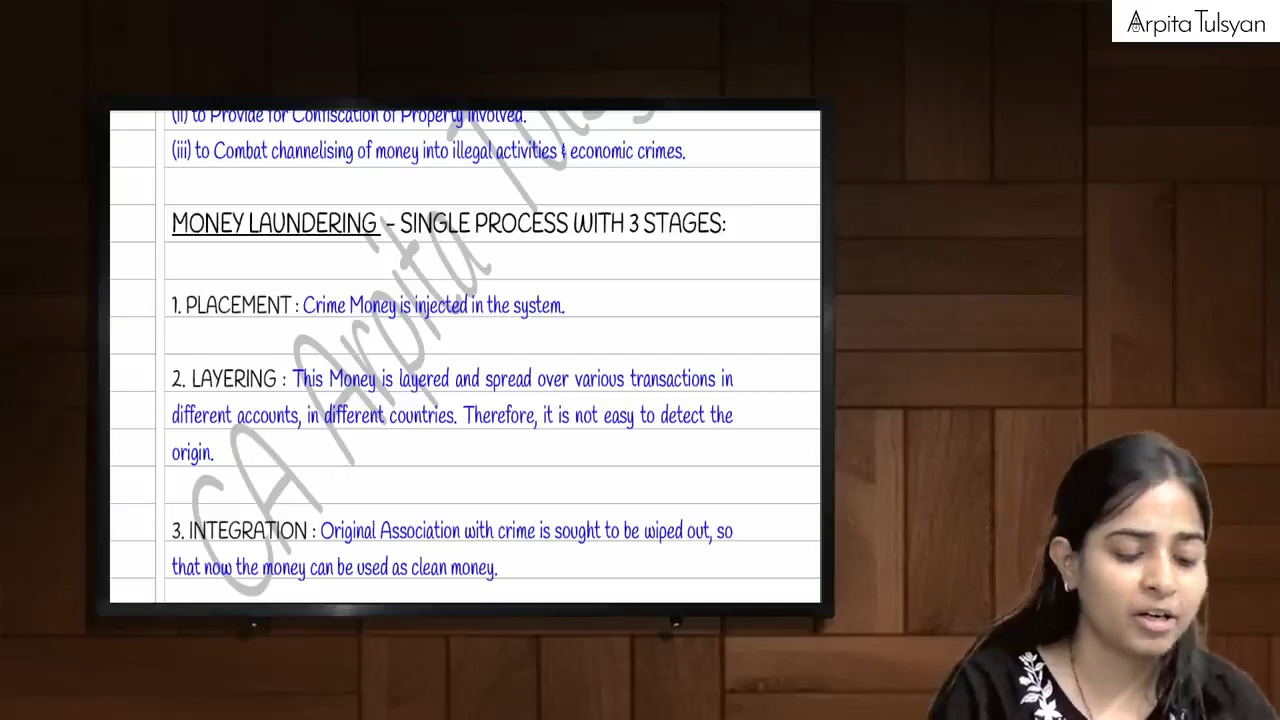 Arpita Tulsyan
(ii) to Provide for Confiscation of Property involved.
(iii) to Combat channelising of money into illegal activities & economic crimes.
MONEY LAUNDERING - SINGLE PROCESS WITH 3 STAGES:
1. PLACEMENT : Crime Money is injected in the system.
2. LAYERING : This Money is layered and spread over various transactions in
different accounts, in different countries. Therefore, it is not easy to detect the
origin.
3. INTEGRATION : Original Association with crime is sought to be wiped out, so
that now the money can be used as clean money.
CA Arpita Tulsyan